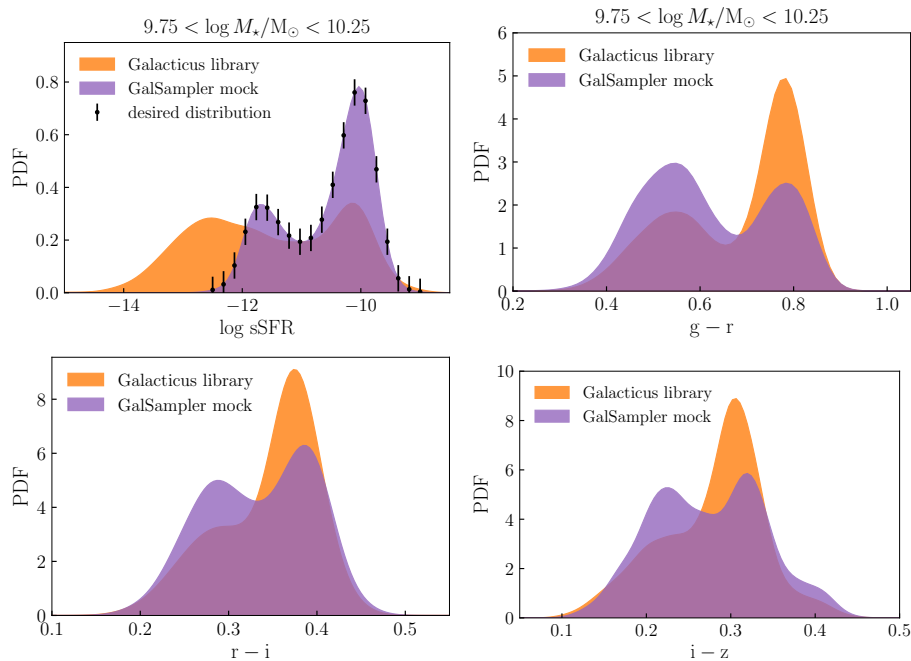 9.75 < log M⋆/M⊙ < 10.25
Galacticus library
GalSampler mock
desired distribution
PDF
0.8
0.6
0.4
0.2
0.0
−14
−12
−10
log sSFR
9.75 < log M⋆/M⊙ < 10.25
Galacticus library
GalSampler mock
PDF
6
5
4
3
2
1
0
0.2
0.4
0.6
0.8
1.0
g − r
Galacticus library
GalSampler mock
PDF
8
6
4
2
0
0.1
0.2
0.3
0.4
0.5
r − i
Galacticus library
GalSampler mock
PDF
10
8
6
4
2
0
0.1
0.2
0.3
0.4
0.5
i − z